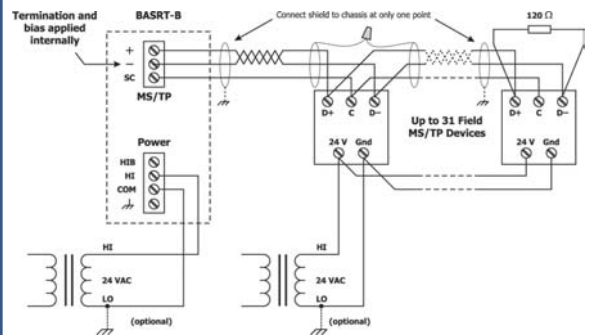 Termination and
bias applied
internally
BASRT-B
Connect shield to chassis at only one point
120 Ω
+
−
SC
MS/TP
D+ C D−
D+ C D−
Up to 31 Field
MS/TP Devices
24 V Gnd
24 V Gnd
Power
HIB
HI
COM
HI
24 VAC
LO
(optional)
HI
24 VAC
LO
(optional)